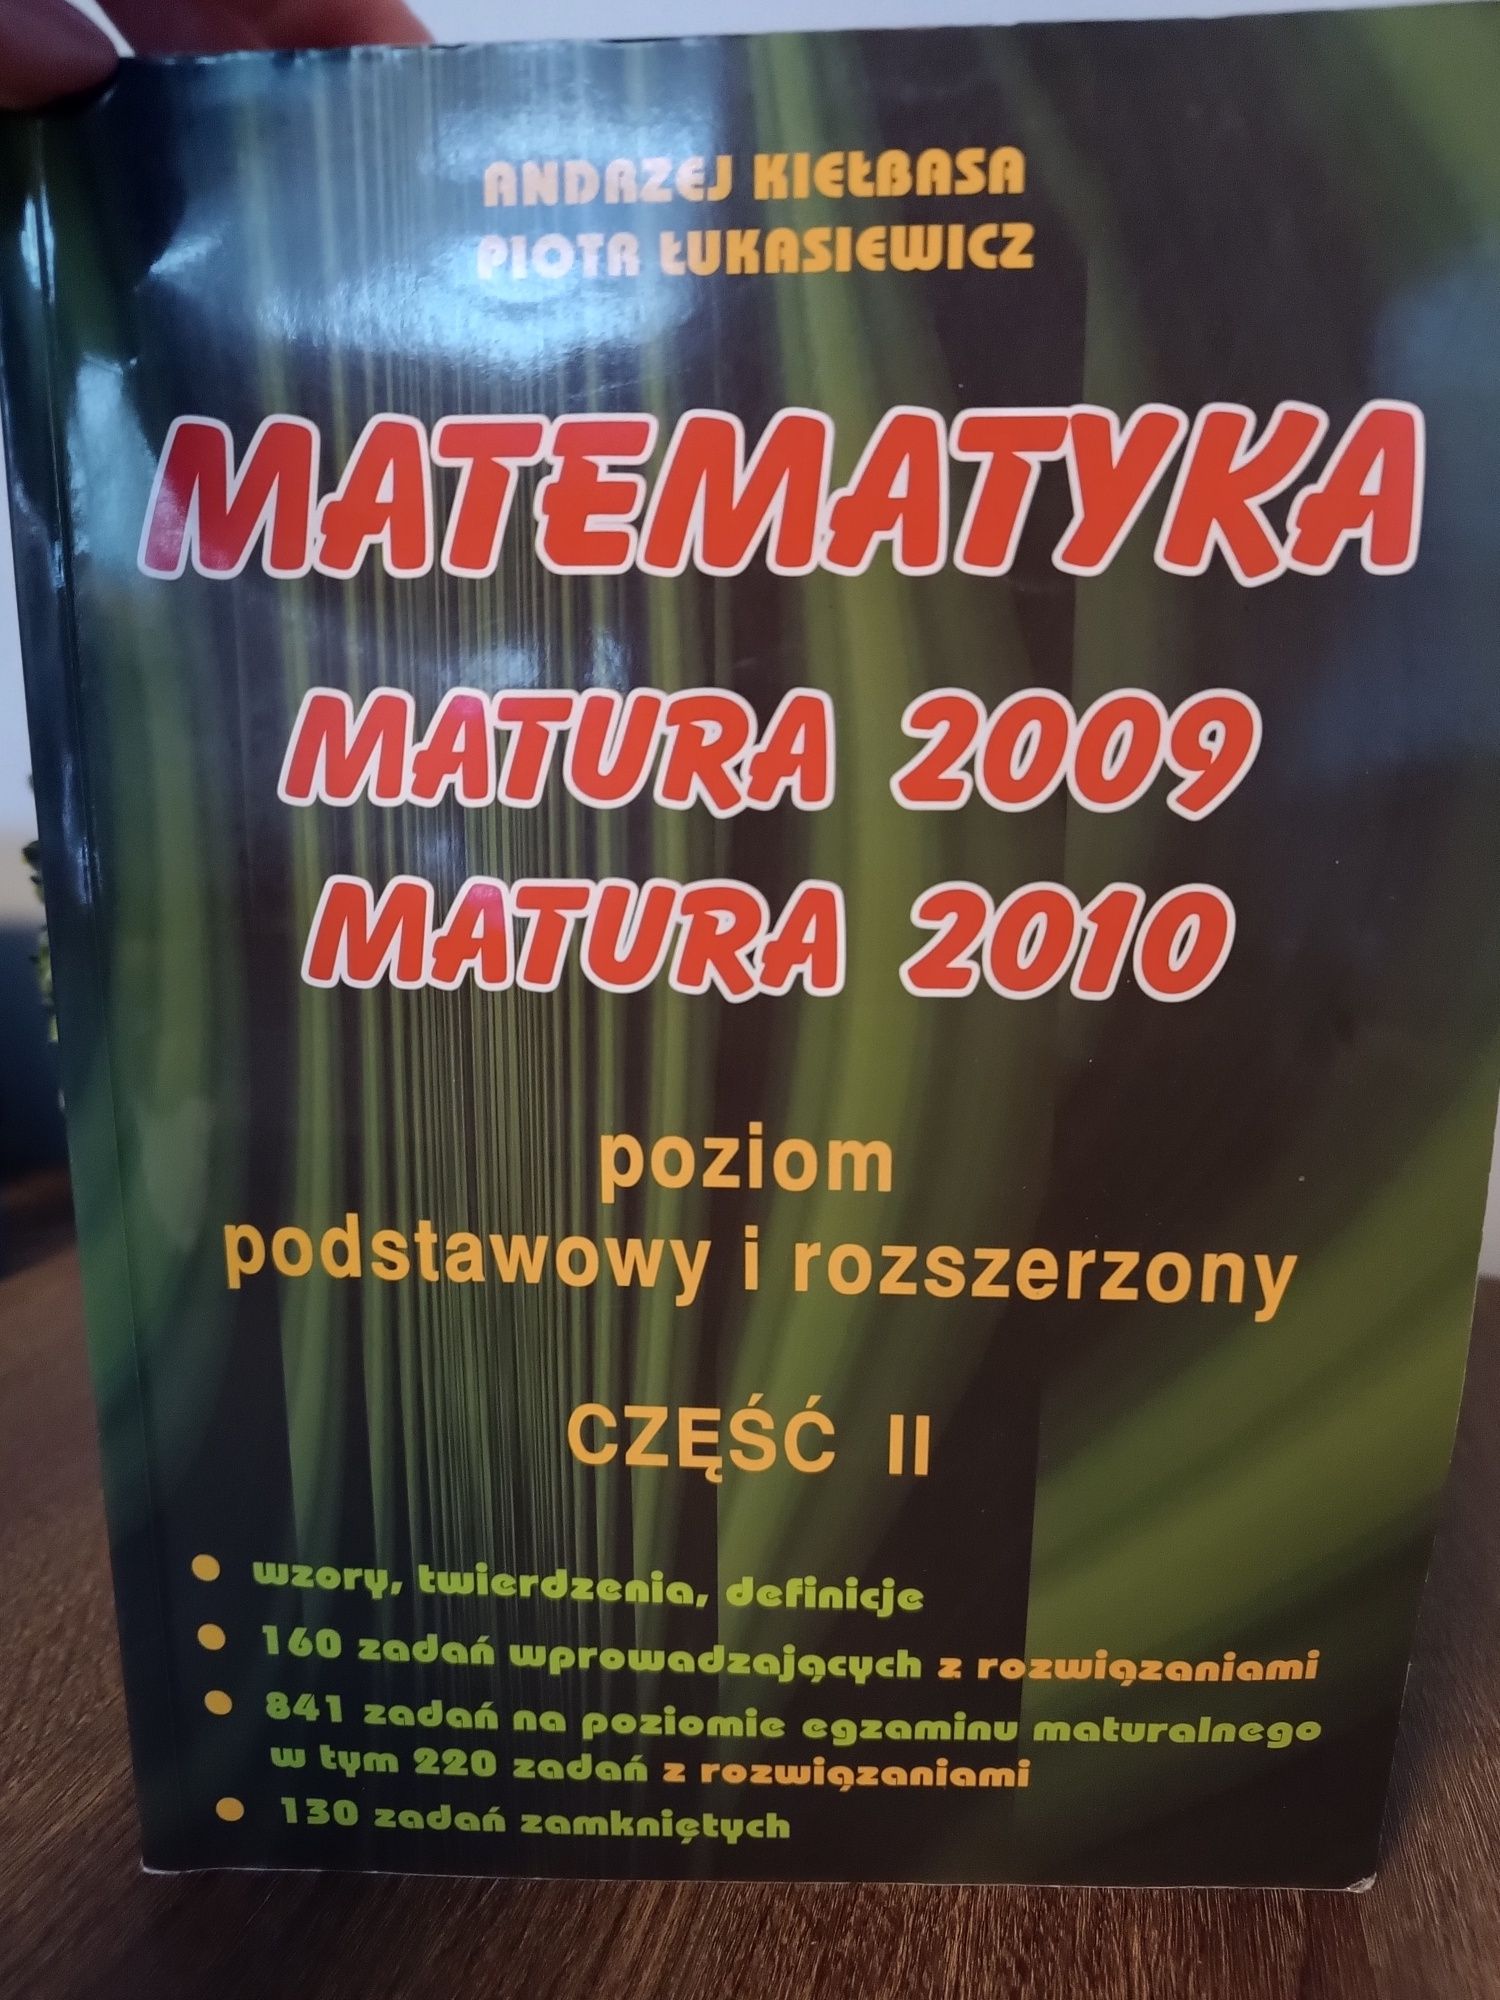 ANDRZEJ KIEŁBASA
PIOTR ŁUKASIEWICZ
MATEMATYKA
MATURA 2009
MATURA 2010
poziom
podstawowy i rozszerzony
CZĘŚĆ II
• wzory, twierdzenia, definicje
• 160 zadań wprowadzających z rozwiązaniami
• 841 zadań na poziomie egzaminu maturalnego
w tym 220 zadań z rozwiązaniami
• 130 zadań zamkniętych